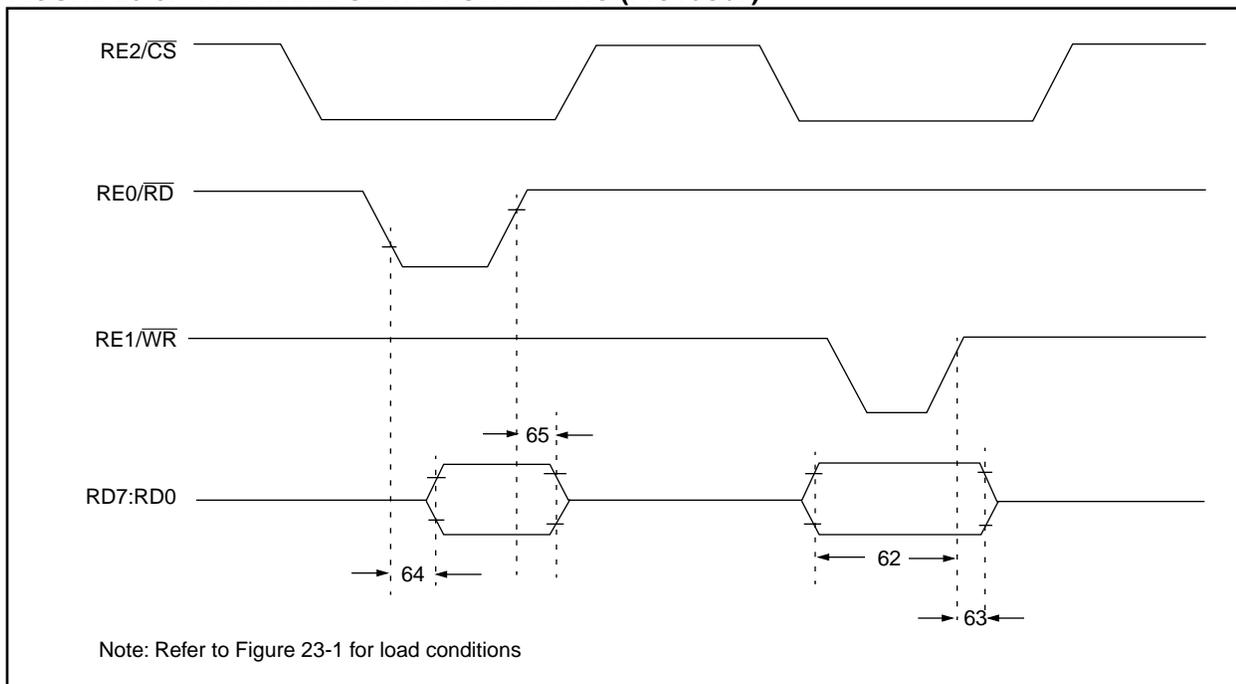 RE2/CS
RE0/RD
RE1/WR
65
RD7:RD0
62
64
63
Note: Refer to Figure 23-1 for load conditions